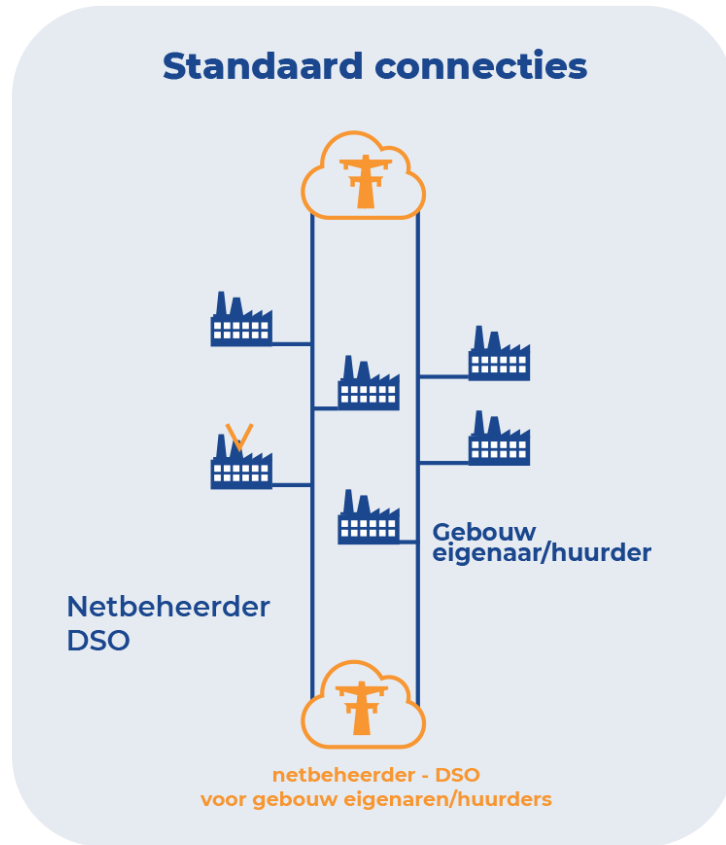 Standaard connecties
Gebouw
eigenaar/huurder
Netbeheerder
DSO
netbeheerder - DSO
voor gebouw eigenaren/huurders